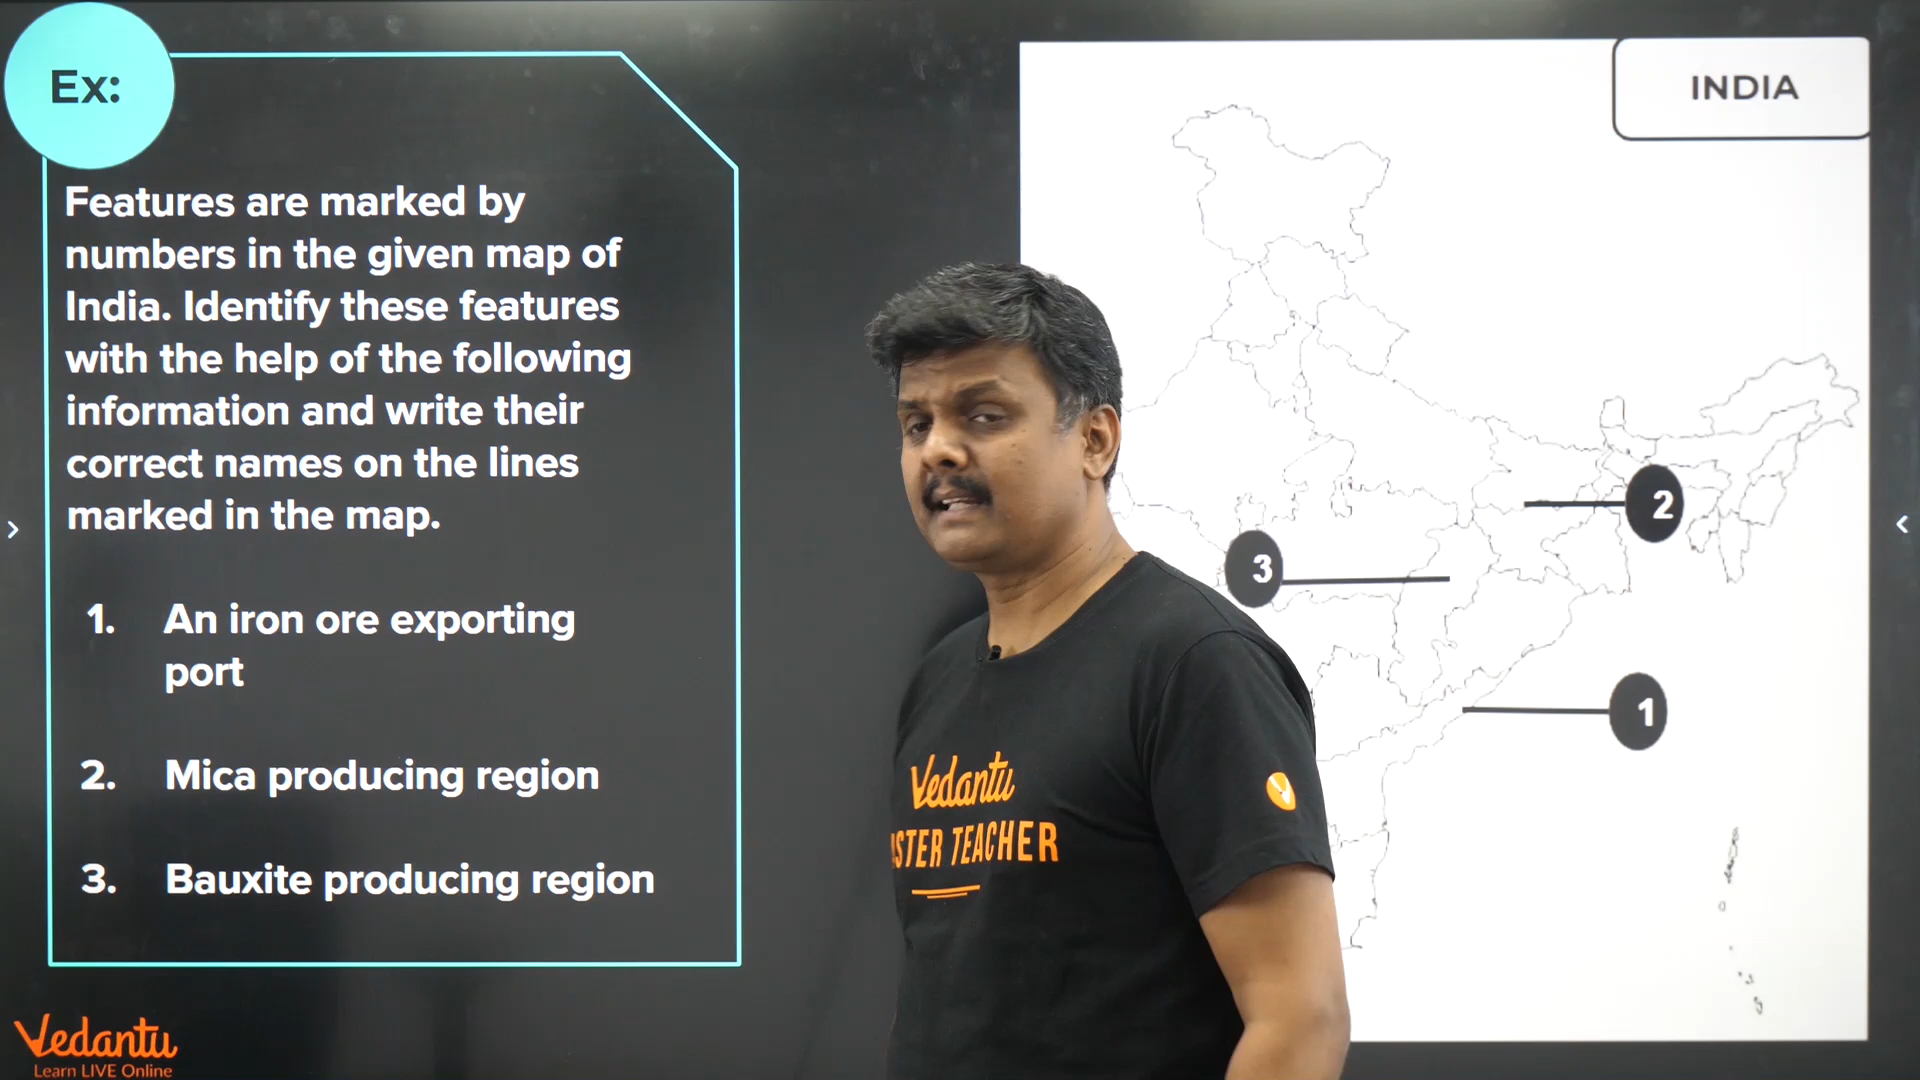 Ex:
Features are marked by
numbers in the given map of
India. Identify these features
with the help of the following
information and write their
correct names on the lines
marked in the map.
1. An iron ore exporting
port
2. Mica producing region
3. Bauxite producing region
Vedantu
Learn LIVE Online
INDIA
2
3
1
Vedantu
ASTER TEACHER